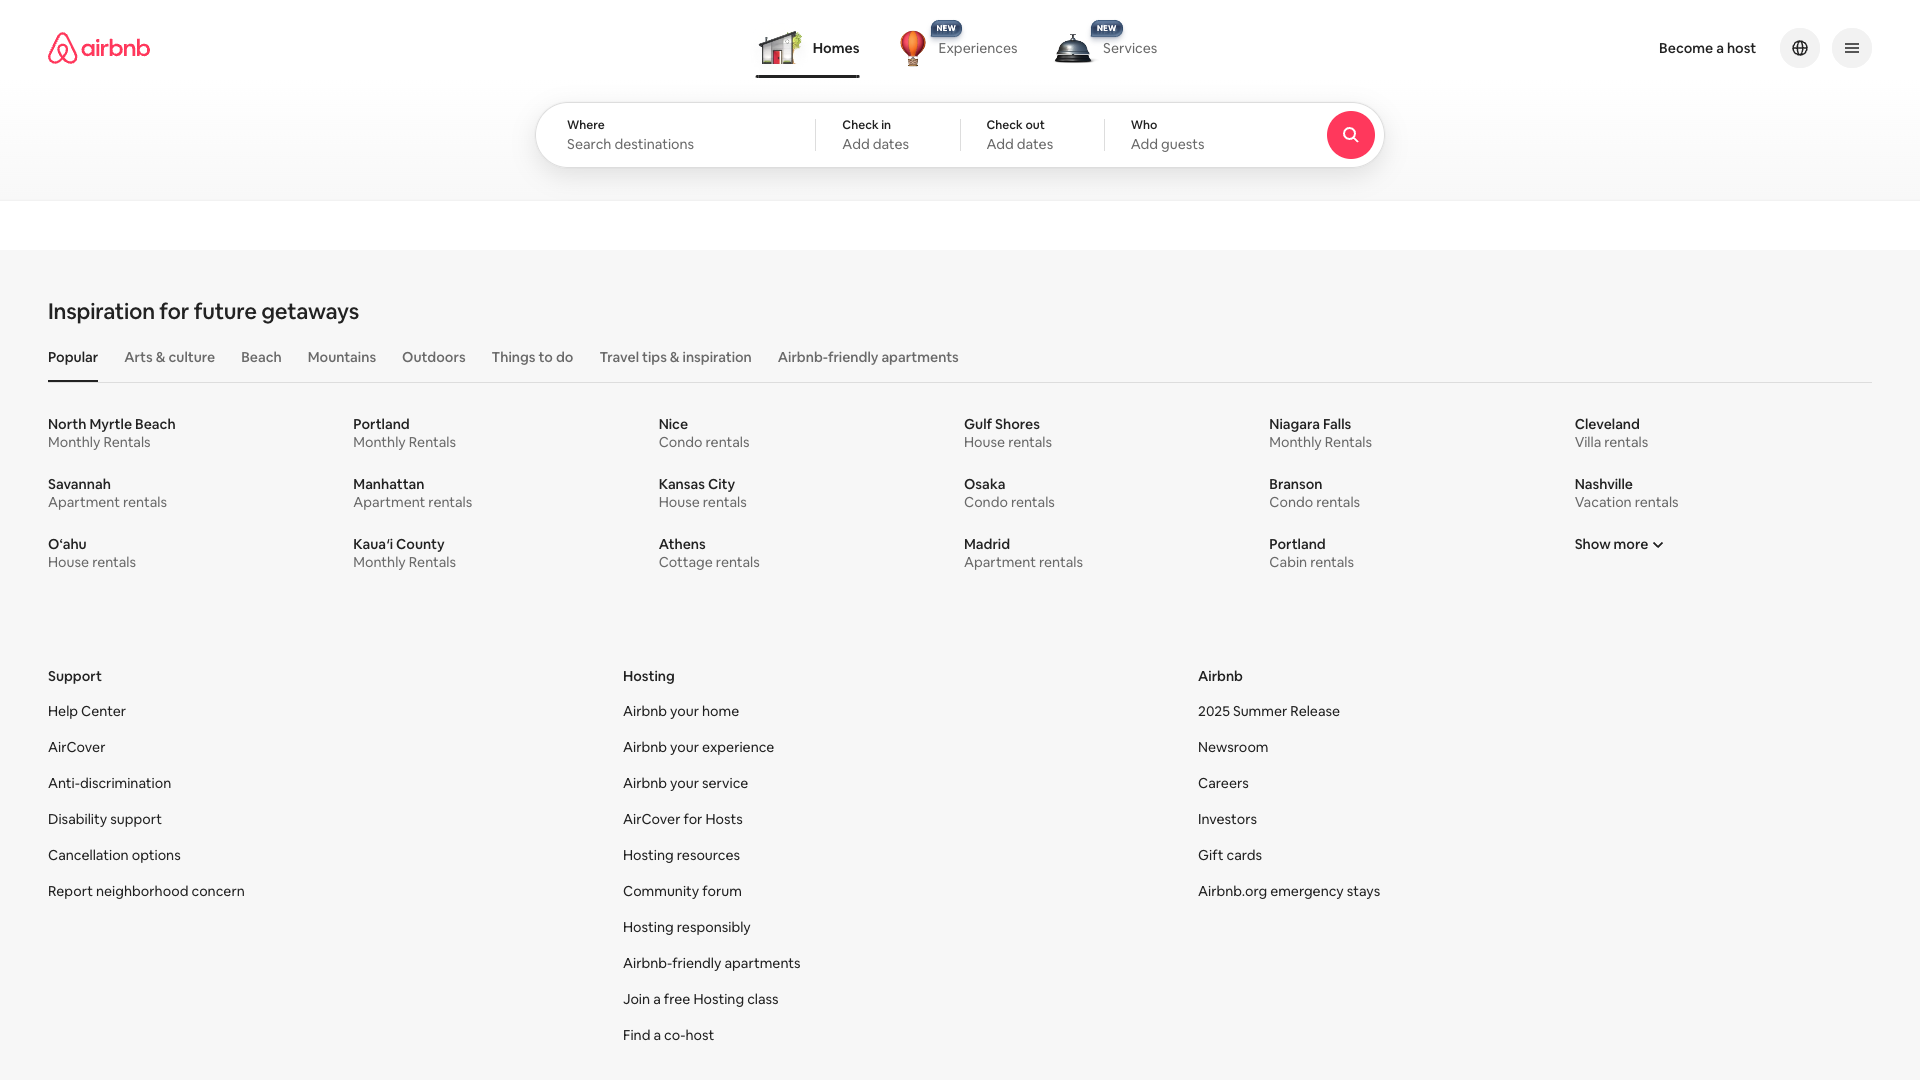 airbnb
Homes
NEW
Experiences
NEW
Services
Become a host
Where
Search destinations
Check in
Add dates
Check out
Add dates
Who
Add guests
Inspiration for future getaways
Popular
Arts & culture
Beach
Mountains
Outdoors
Things to do
Travel tips & inspiration
Airbnb-friendly apartments
North Myrtle Beach
Monthly Rentals
Portland
Monthly Rentals
Nice
Condo rentals
Gulf Shores
House rentals
Niagara Falls
Monthly Rentals
Cleveland
Villa rentals
Savannah
Apartment rentals
Manhattan
Apartment rentals
Kansas City
House rentals
Osaka
Condo rentals
Branson
Condo rentals
Nashville
Vacation rentals
Oʻahu
House rentals
Kauaʻi County
Monthly Rentals
Athens
Cottage rentals
Madrid
Apartment rentals
Portland
Cabin rentals
Show more
Support
Help Center
AirCover
Anti-discrimination
Disability support
Cancellation options
Report neighborhood concern
Hosting
Airbnb your home
Airbnb your experience
Airbnb your service
AirCover for Hosts
Hosting resources
Community forum
Hosting responsibly
Airbnb-friendly apartments
Join a free Hosting class
Find a co-host
Airbnb
2025 Summer Release
Newsroom
Careers
Investors
Gift cards
Airbnb.org emergency stays